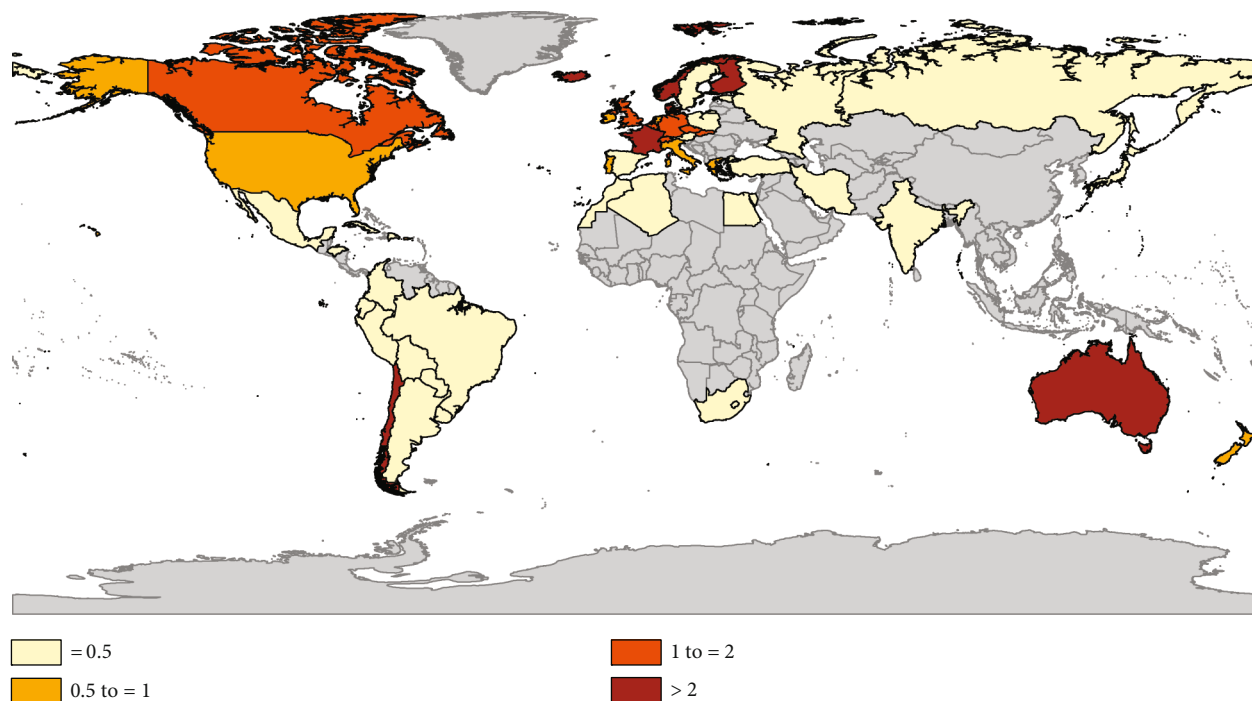 = 0.5
0.5 to = 1
1 to = 2
> 2